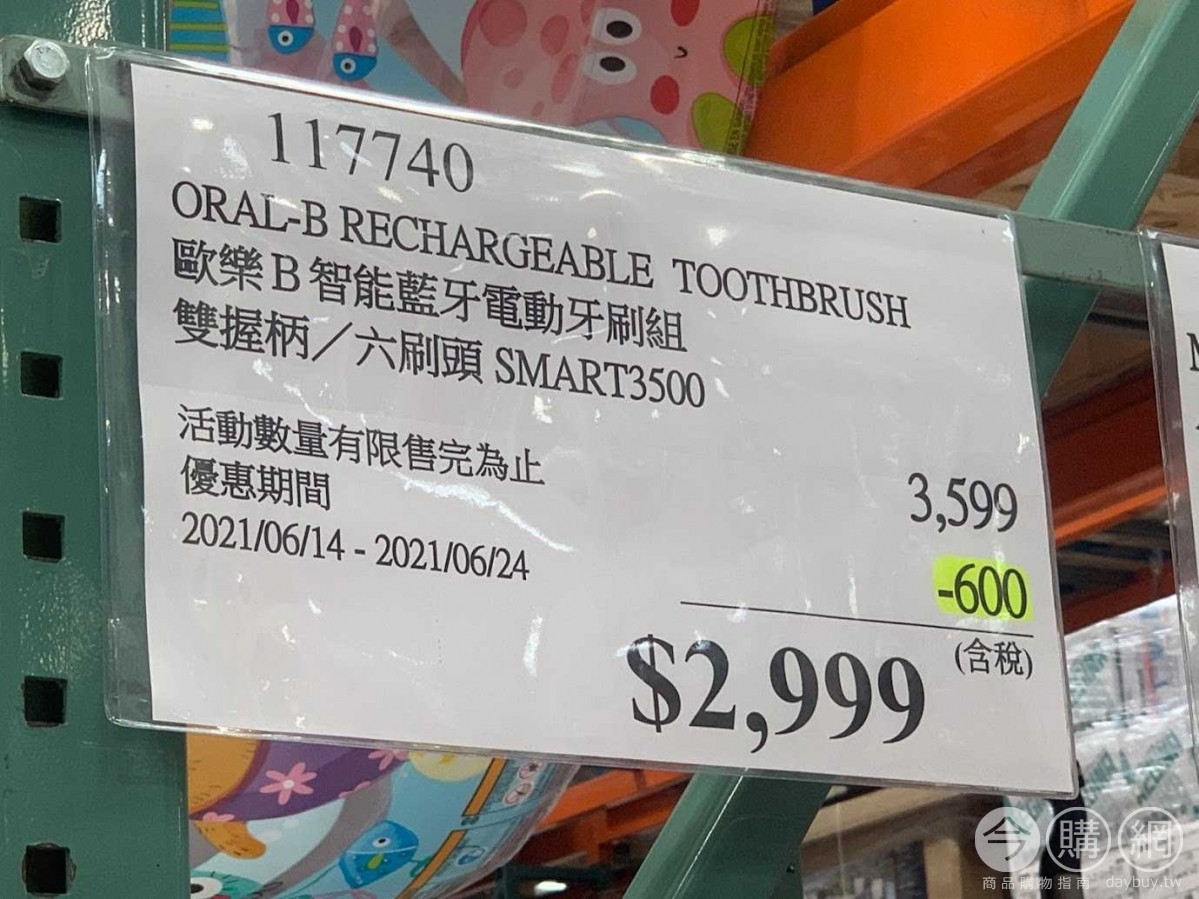 117740
ORAL-B RECHARGEABLE TOOTHBRUSH
歐樂B智能藍牙電動牙刷組
雙握柄／六刷頭 SMART3500
活動數量有限售完為止
優惠期間
2021/06/14 - 2021/06/24
3,599
-600
(含稅)
$2,999
今購網
商品購物指南 daybuy.tw